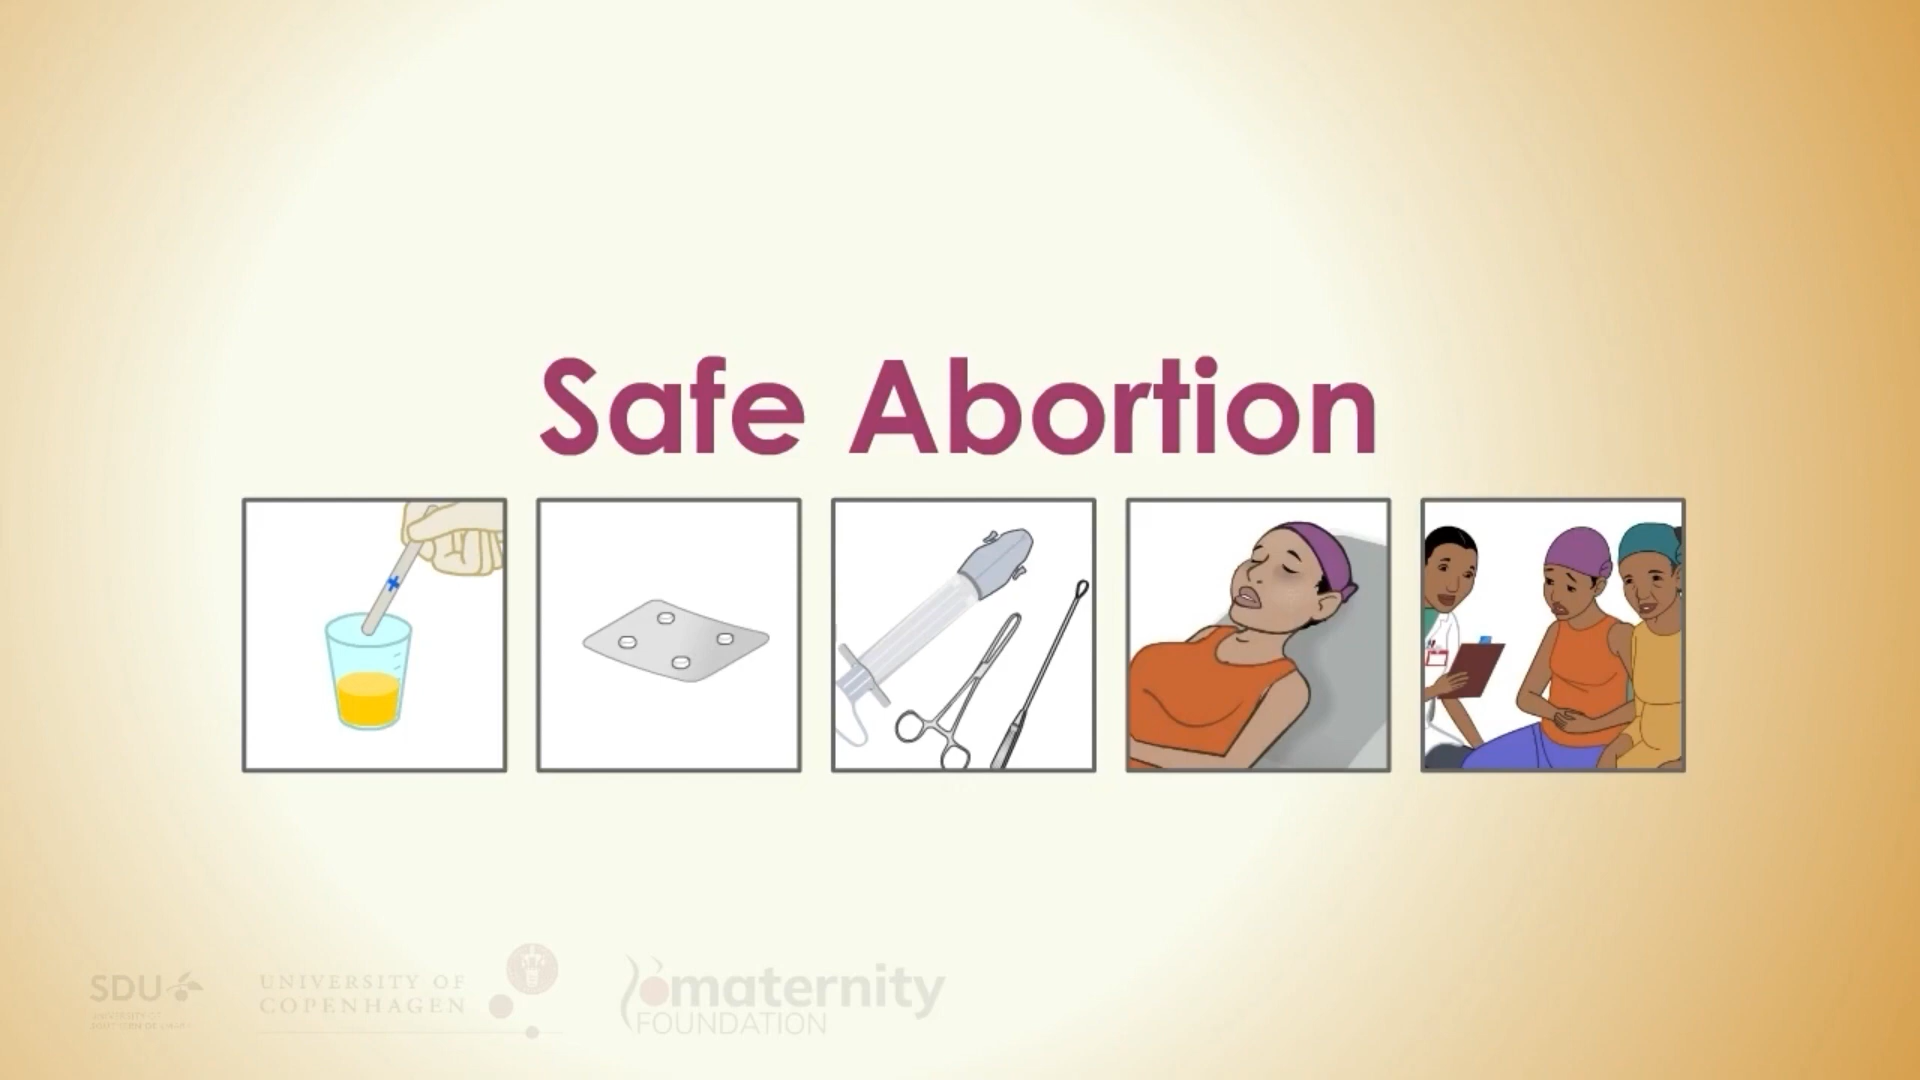 Safe Abortion
SDU
UNIVERSITY OF
COPENHAGEN
maternity
FOUNDATION